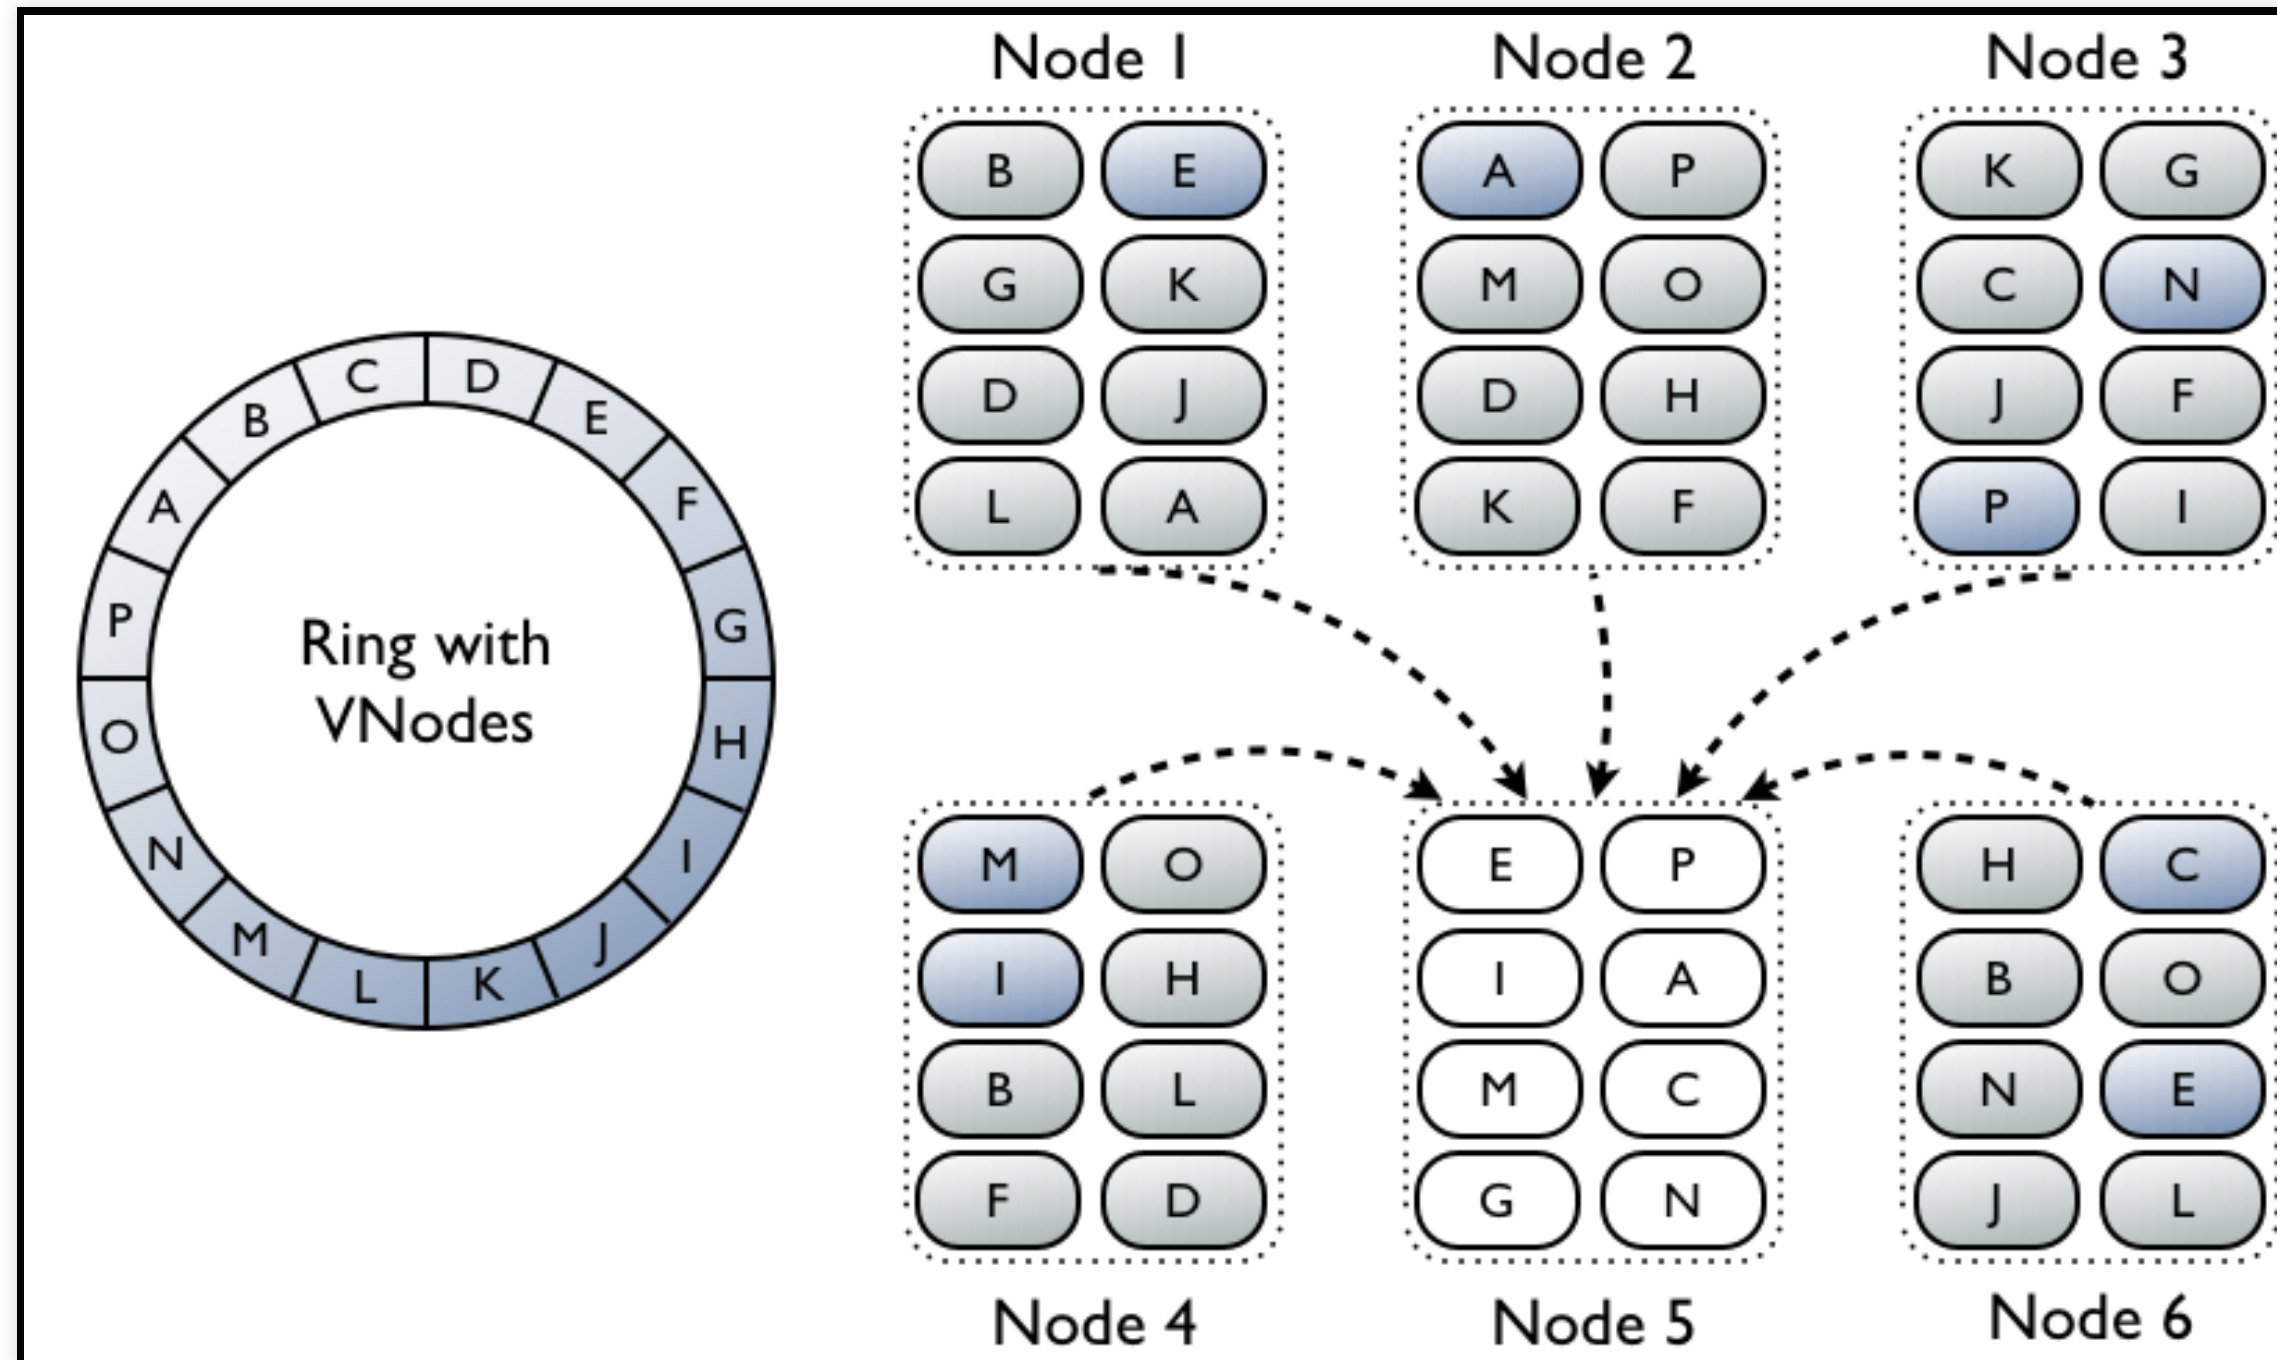 Node 1
Node 2
Node 3
B E
A P
K G
G K
M O
C N
D J
D H
J F
L A
K F
P I
C D
B E
A F
P G
Ring with
VNodes
O H
N I
M J
L K
M O
E P
H C
I H
I A
B O
B L
M C
N E
F D
G N
J L
Node 4
Node 5
Node 6